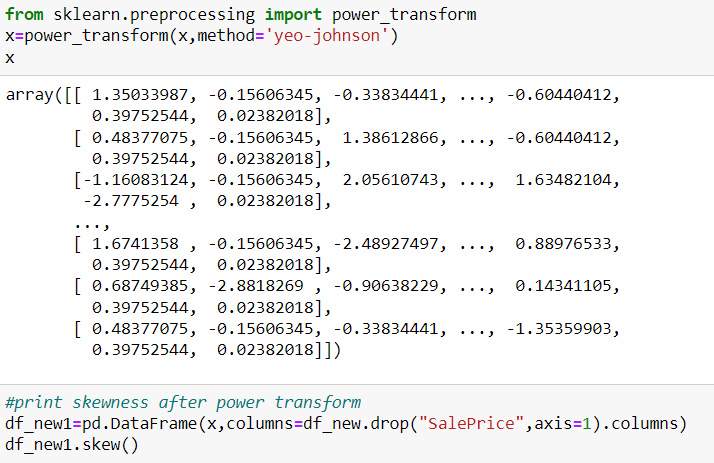 from sklearn.preprocessing import power_transform
x=power_transform(x,method='yeo-johnson')
x
array([[ 1.35033987, -0.15606345, -0.33834441, ..., -0.60440412,
         0.39752544,  0.02382018],
       [ 0.48377075, -0.15606345,  1.38612866, ..., -0.60440412,
         0.39752544,  0.02382018],
       [-1.16083124, -0.15606345,  2.05610743, ...,  1.63482104,
        -2.7775254 ,  0.02382018],
       ...,
       [ 1.6741358 , -0.15606345, -2.48927497, ...,  0.88976533,
         0.39752544,  0.02382018],
       [ 0.68749385, -2.8818269 , -0.90638229, ...,  0.14341105,
         0.39752544,  0.02382018],
       [ 0.48377075, -0.15606345, -0.33834441, ..., -1.35359903,
         0.39752544,  0.02382018]])
#print skewness after power transform
df_new1=pd.DataFrame(x,columns=df_new.drop("SalePrice",axis=1).columns)
df_new1.skew()